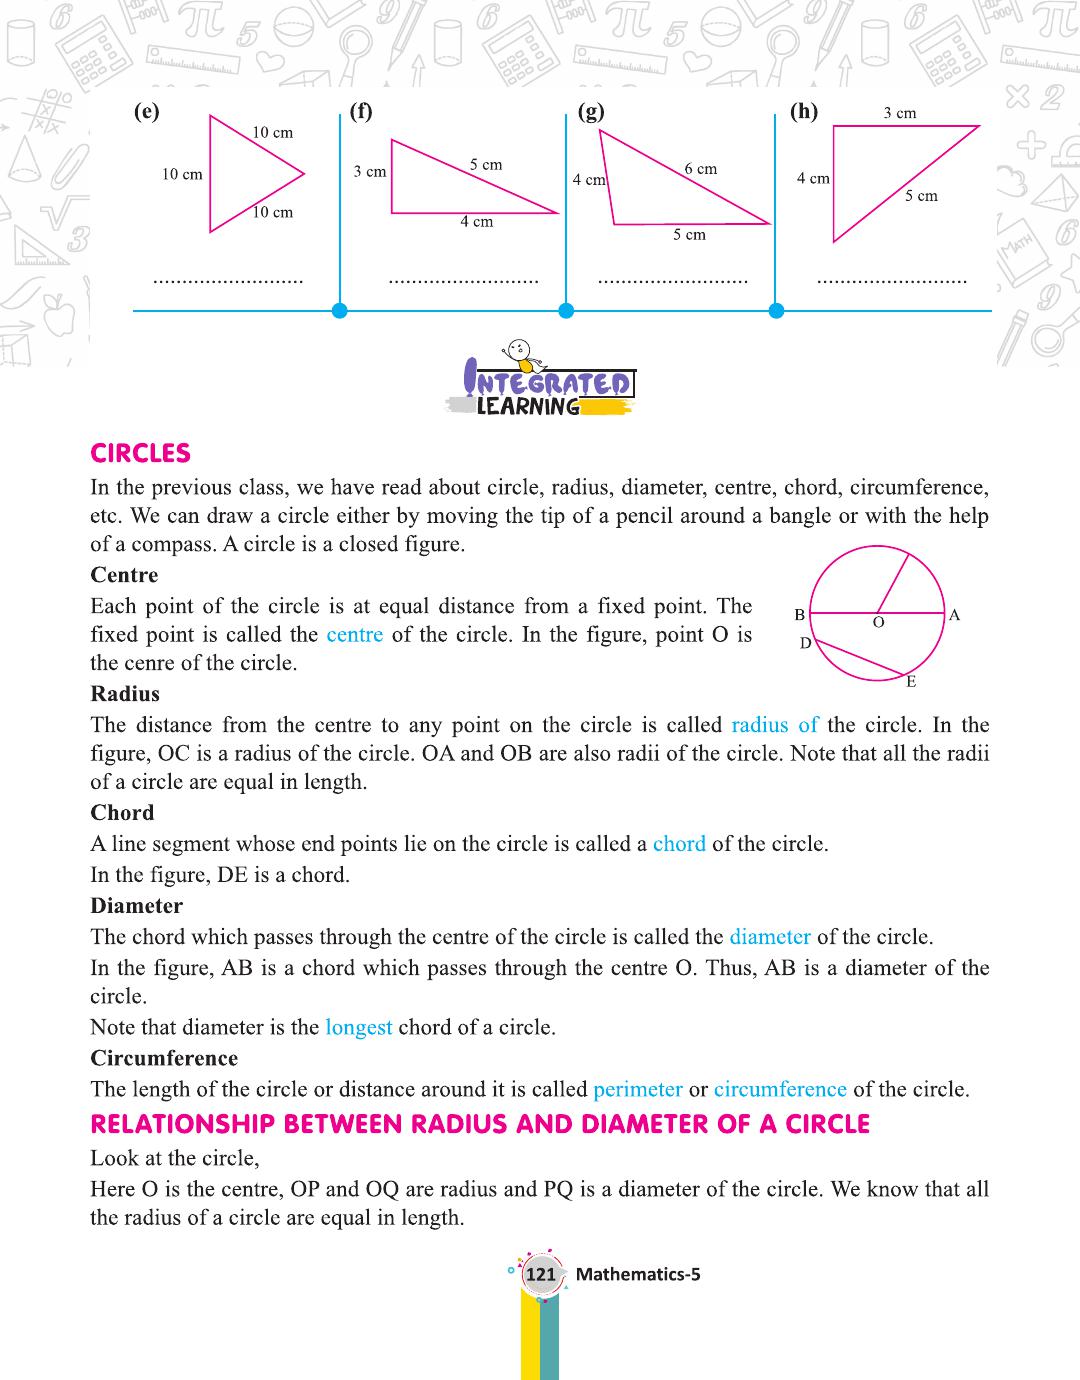 (e)
10 cm
10 cm
10 cm
..........................
(f)
3 cm
5 cm
4 cm
..........................
(g)
4 cm
6 cm
5 cm
..........................
(h)
3 cm
4 cm
5 cm
..........................
INTEGRATED
LEARNING
CIRCLES
In the previous class, we have read about circle, radius, diameter, centre, chord, circumference,
etc. We can draw a circle either by moving the tip of a pencil around a bangle or with the help
of a compass. A circle is a closed figure.
Centre
Each point of the circle is at equal distance from a fixed point. The
fixed point is called the centre of the circle. In the figure, point O is
the cenre of the circle.
B
O
A
D
E
Radius
The distance from the centre to any point on the circle is called radius of the circle. In the
figure, OC is a radius of the circle. OA and OB are also radii of the circle. Note that all the radii
of a circle are equal in length.
Chord
A line segment whose end points lie on the circle is called a chord of the circle.
In the figure, DE is a chord.
Diameter
The chord which passes through the centre of the circle is called the diameter of the circle.
In the figure, AB is a chord which passes through the centre O. Thus, AB is a diameter of the
circle.
Note that diameter is the longest chord of a circle.
Circumference
The length of the circle or distance around it is called perimeter or circumference of the circle.
RELATIONSHIP BETWEEN RADIUS AND DIAMETER OF A CIRCLE
Look at the circle,
Here O is the centre, OP and OQ are radius and PQ is a diameter of the circle. We know that all
the radius of a circle are equal in length.
121 Mathematics-5